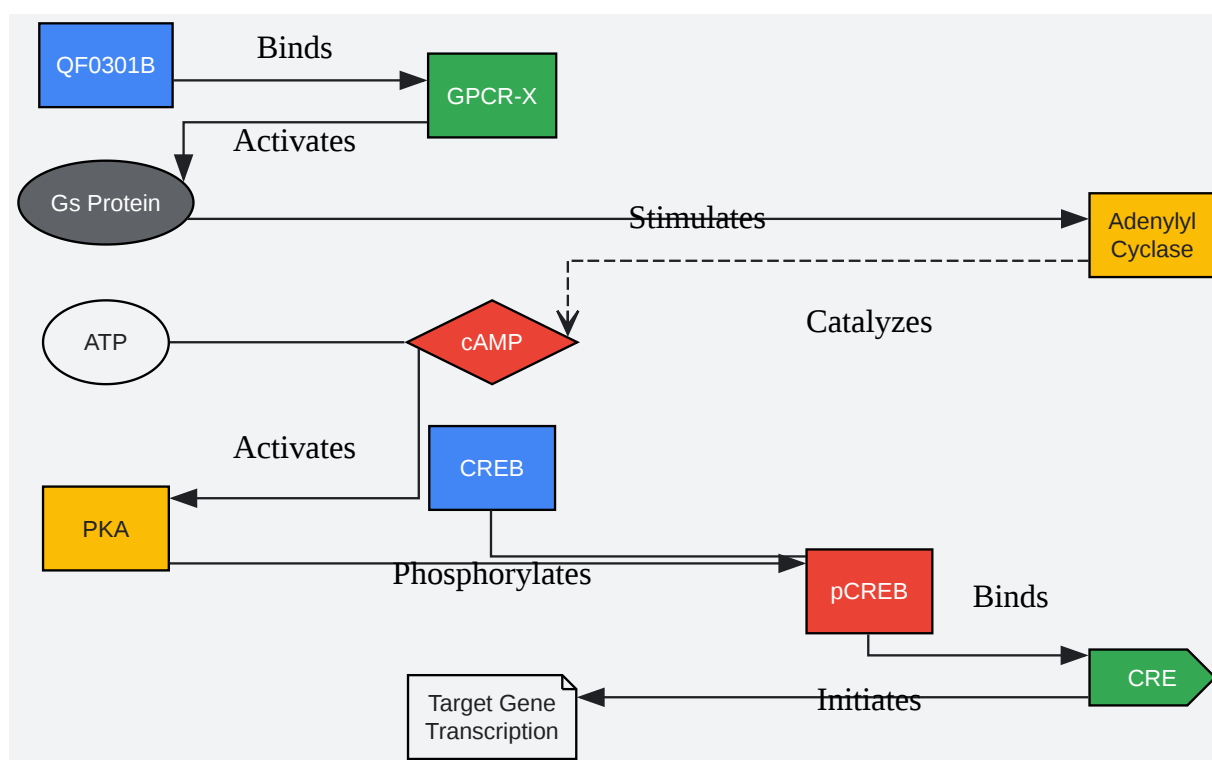 QF0301B
Binds
GPCR-X
Activates
Gs Protein
Stimulates
Adenylyl
Cyclase
Catalyzes
ATP
cAMP
Activates
CREB
PKA
Phosphorylates
pCREB
Binds
CRE
Initiates
Target Gene
Transcription